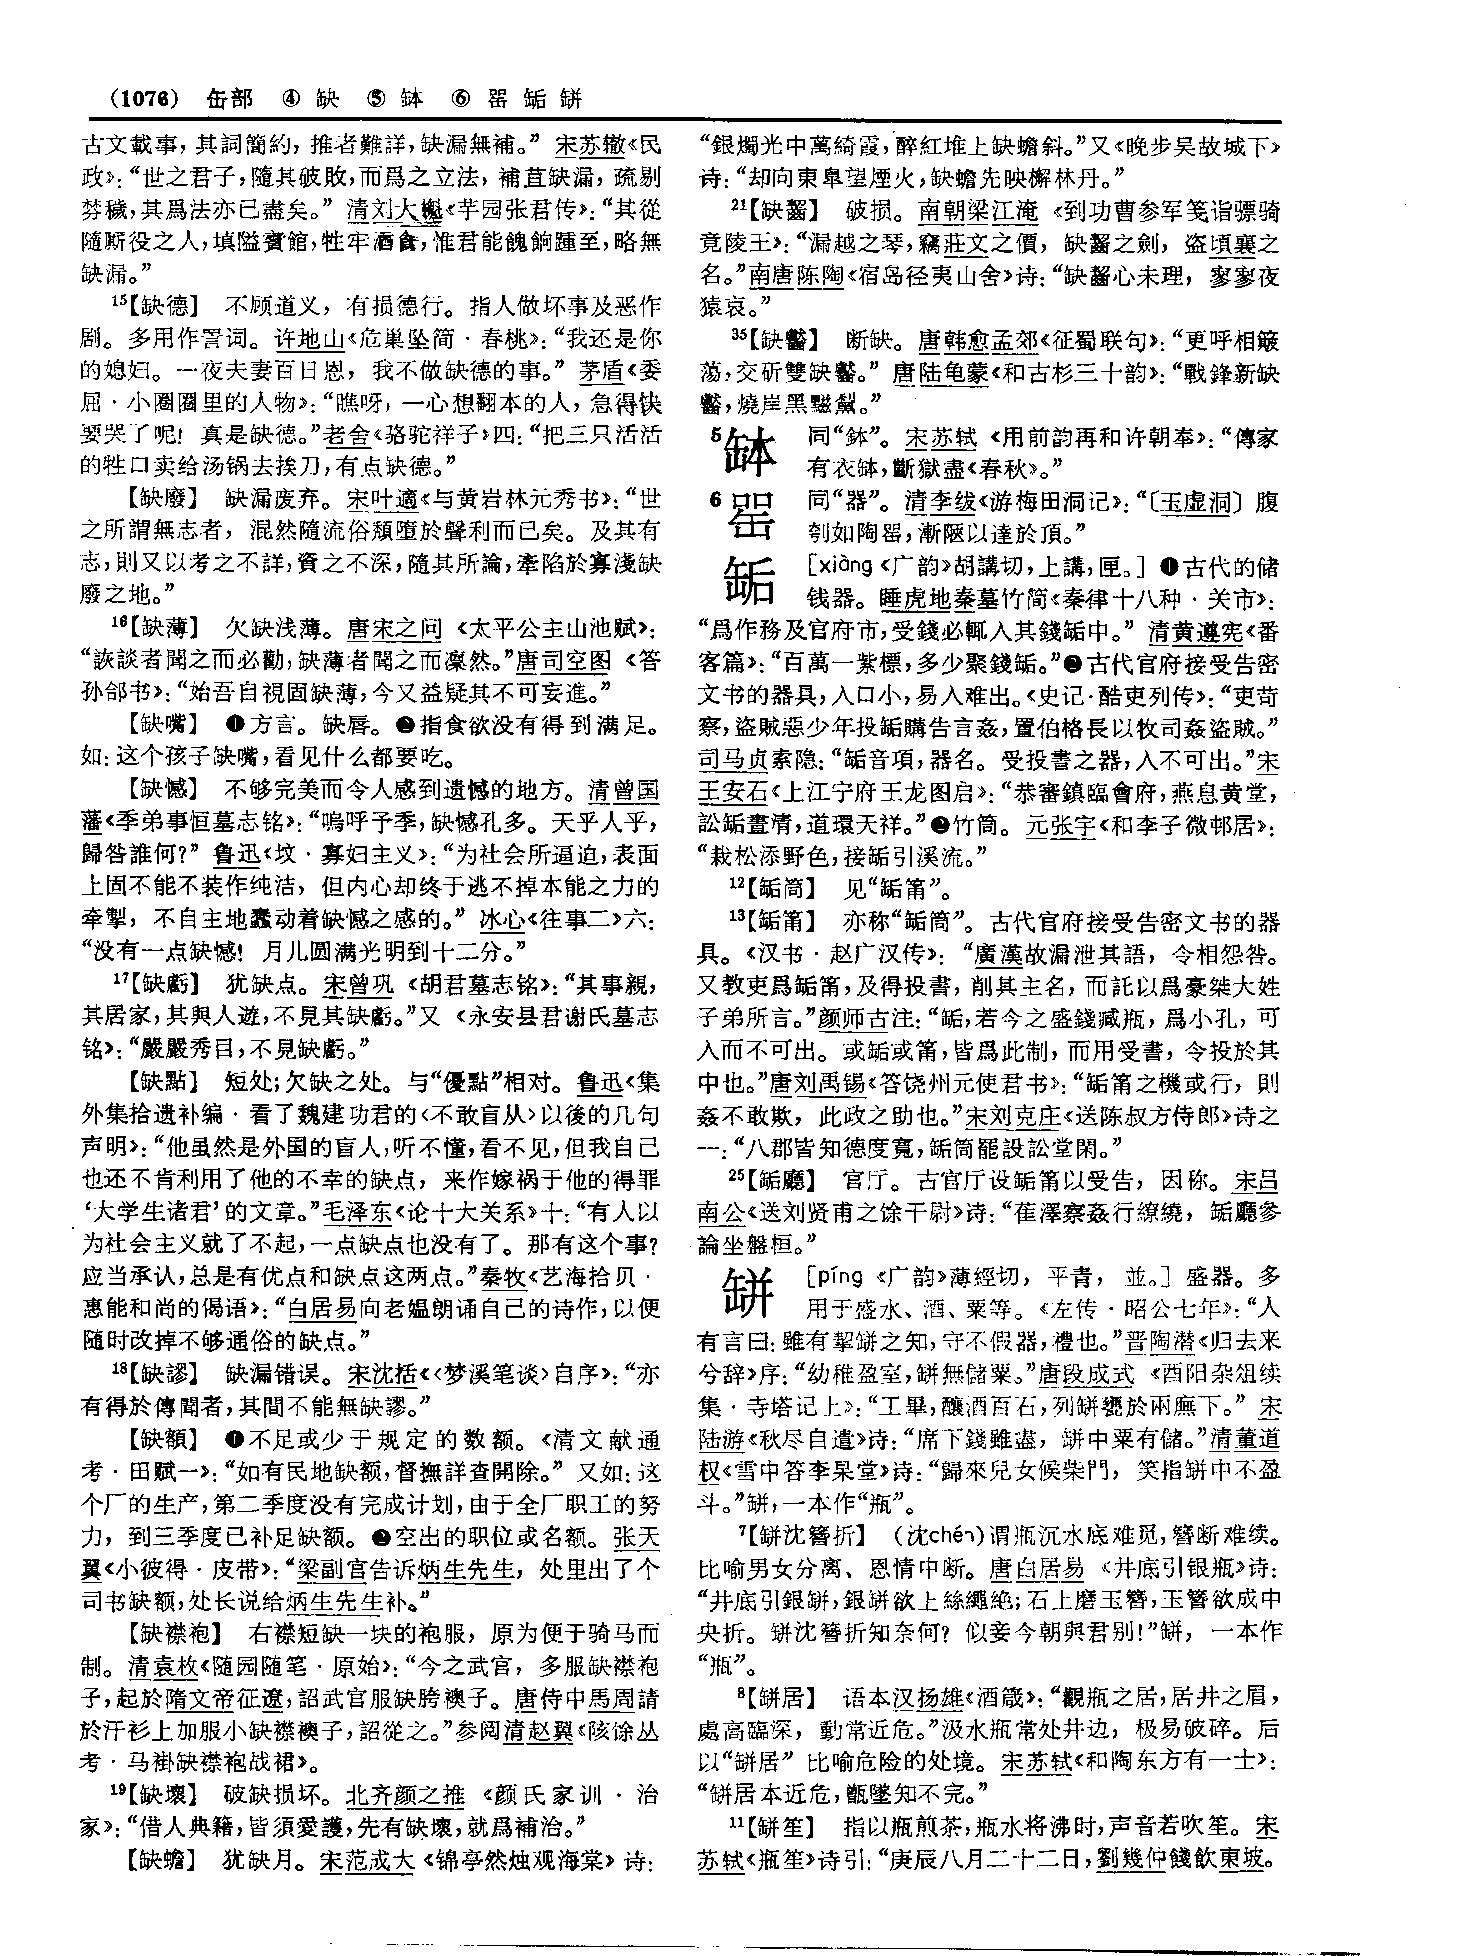 (1076) 缶部 ④缺 ⑤缽 ⑥㗊缿缾
古文載事，其詞簡約，推者難詳，缺漏無補。” 宋苏辙《民
政》：“世之君子，隨其破敗，而爲之立法，補苴缺漏，疏剔
棼穢，其爲法亦已盡矣。” 清刘大櫆《芋园张君传》：“其從
隨厮役之人，填隘賓館，牲牢酒食，惟君能餽餉踵至，略無
缺漏。”
15【缺德】 不顾道义，有损德行。指人做坏事及恶作
剧。多用作詈词。许地山《危巢坠简·春桃》：“我还是你
的媳妇。一夜夫妻百日恩，我不做缺德的事。” 茅盾《委
屈·小圈圈里的人物》：“瞧呀，一心想翻本的人，急得快
要哭了呢！真是缺德。”老舍《骆驼祥子》四：“把三只活活
的牲口卖给汤锅去挨刀，有点缺德。”
【缺廢】 缺漏废弃。宋叶適《与黄岩林元秀书》：“世
之所謂無志者，混然隨流俗頹墮於聲利而已矣。及其有
志，則又以考之不詳，資之不深，隨其所論，牽陷於寡淺缺
廢之地。”
16【缺薄】 欠缺浅薄。唐宋之问《太平公主山池赋》：
“詼談者聞之而必勸，缺薄者聞之而凜然。”唐司空图《答
孙郃书》：“始吾自視固缺薄，今又益疑其不可妄進。”
【缺嘴】 ❶方言。缺唇。❷指食欲没有得到满足。
如：这个孩子缺嘴，看见什么都要吃。
【缺憾】 不够完美而令人感到遗憾的地方。清曾国
藩《季弟事恒墓志铭》：“嗚呼予季，缺憾孔多。天乎人乎，
歸咎誰何？” 鲁迅《坟·寡妇主义》：“为社会所逼迫，表面
上固不能不装作纯洁，但内心却终于逃不掉本能之力的
牵掣，不自主地蠢动着缺憾之感的。” 冰心《往事二》六：
“没有一点缺憾！月儿圆满光明到十二分。”
17【缺虧】 犹缺点。宋曾巩《胡君墓志铭》：“其事親，
其居家，其與人遊，不見其缺虧。”又《永安县君谢氏墓志
铭》：“嚴嚴秀目，不見缺虧。”
【缺點】 短处；欠缺之处。与“優點”相对。鲁迅《集
外集拾遗补编·看了魏建功君的〈不敢盲从〉以後的几句
声明》：“他虽然是外国的盲人，听不懂，看不见，但我自己
也还不肯利用了他的不幸的缺点，来作嫁祸于他的得罪
‘大学生诸君’的文章。”毛泽东《论十大关系》十：“有人以
为社会主义就了不起，一点缺点也没有了。那有这个事？
应当承认，总是有优点和缺点这两点。”秦牧《艺海拾贝·
惠能和尚的偈语》：“白居易向老媪朗诵自己的诗作，以便
随时改掉不够通俗的缺点。”
18【缺謬】 缺漏错误。宋沈括《〈梦溪笔谈〉自序》：“亦
有得於傳聞者，其間不能無缺謬。”
【缺額】 ❶不足或少于规定的数额。《清文献通
考·田赋一》：“如有民地缺额，督撫詳查開除。” 又如：这
个厂的生产，第二季度没有完成计划，由于全厂职工的努
力，到三季度已补足缺额。❷空出的职位或名额。张天
翼《小彼得·皮带》：“梁副官告诉炳生先生，处里出了个
司书缺额，处长说给炳生先生补。”
【缺襟袍】 右襟短缺一块的袍服，原为便于骑马而
制。清袁枚《随园随笔·原始》：“今之武官，多服缺襟袍
子，起於隋文帝征遼，詔武官服缺胯襖子。唐侍中馬周請
於汗衫上加服小缺襟襖子，詔從之。”参阅清赵翼《陔馀丛
考·马褂缺襟袍战裙》。
19【缺壞】 破缺损坏。北齐颜之推《颜氏家训·治
家》：“借人典籍，皆須愛護，先有缺壞，就爲補治。”
【缺蟾】 犹缺月。宋范成大《锦亭然烛观海棠》诗：
“銀燭光中萬綺霞，醉紅堆上缺蟾斜。”又《晚步吴故城下》
诗：“却向東皋望煙火，缺蟾先映槲林丹。”
21【缺齾】 破损。南朝梁江淹《到功曹参军笺诣骠骑
竟陵王》：“漏越之琴，竊莊文之價，缺齾之劍，盜頃襄之
名。”南唐陈陶《宿岛径夷山舍》诗：“缺齾心未理，寥寥夜
猿哀。”
35【缺齾】 断缺。唐韩愈孟郊《征蜀联句》：“更呼相簸
蕩，交斫雙缺齾。” 唐陆龟蒙《和古杉三十韵》：“戰鋒新缺
齾，燒岸黑黳䵳。”
5缽 同“鉢”。宋苏轼《用前韵再和许朝奉》：“傳家
有衣缽，斷獄盡《春秋》。”
6㗊 同“器”。清李绂《游梅田洞记》：“〔玉虚洞〕腹
刳如陶㗊，漸陿以達於頂。”
缿 [xiàng《广韵》胡講切，上講，匣。] ❶古代的储
钱器。睡虎地秦墓竹简《秦律十八种·关市》：
“爲作務及官府市，受錢必輒入其錢缿中。” 清黄遵宪《番
客篇》：“百萬一紫標，多少聚錢缿。”❷古代官府接受告密
文书的器具，入口小，易入难出。《史记·酷吏列传》：“吏苛
察，盜賊惡少年投缿購告言姦，置伯格長以牧司姦盜賊。”
司马贞索隐：“缿音項，器名。受投書之器，入不可出。”宋
王安石《上江宁府王龙图启》：“恭審鎮臨會府，燕息黄堂，
訟缿晝清，道環天祥。”❸竹筒。元张宇《和李子微邨居》：
“栽松添野色，接缿引溪流。”
12【缿筒】 见“缿筩”。
13【缿筩】 亦称“缿筒”。古代官府接受告密文书的器
具。《汉书·赵广汉传》：“廣漢故漏泄其語，令相怨咎。
又教吏爲缿筩，及得投書，削其主名，而託以爲豪桀大姓
子弟所言。”颜师古注：“缿，若今之盛錢臧瓶，爲小孔，可
入而不可出。或缿或筩，皆爲此制，而用受書，令投於其
中也。”唐刘禹锡《答饶州元使君书》：“缿筩之機或行，則
姦不敢欺，此政之助也。”宋刘克庄《送陈叔方侍郎》诗之
一：“八郡皆知德度寬，缿筒罷設訟堂閑。”
25【缿廳】 官厅。古官厅设缿筩以受告，因称。宋吕
南公《送刘贤甫之馀干尉》诗：“萑澤察姦行繚繞，缿廳參
論坐盤桓。”
缾 [píng《广韵》薄經切，平青，並。] 盛器。多
用于盛水、酒、粟等。《左传·昭公七年》：“人
有言曰：雖有挈缾之知，守不假器，禮也。”晋陶潜《归去来
兮辞》序：“幼稚盈室，缾無儲粟。”唐段成式《酉阳杂俎续
集·寺塔记上》：“工畢，釀酒百石，列缾甕於兩廡下。” 宋
陆游《秋尽自遣》诗：“席下錢雖盡，缾中粟有儲。”清董道
权《雪中答李杲堂》诗：“歸來兒女候柴門，笑指缾中不盈
斗。”缾，一本作“瓶”。
7【缾沈簪折】 （沈chén）谓瓶沉水底难觅，簪断难续。
比喻男女分离、恩情中断。唐白居易《井底引银瓶》诗：
“井底引銀缾，銀缾欲上絲繩絶；石上磨玉簪，玉簪欲成中
央折。缾沈簪折知奈何？似妾今朝與君别！”缾，一本作
“瓶”。
8【缾居】 语本汉扬雄《酒箴》：“觀瓶之居，居井之眉，
處高臨深，動常近危。”汲水瓶常处井边，极易破碎。后
以“缾居”比喻危险的处境。宋苏轼《和陶东方有一士》：
“缾居本近危，甑墜知不完。”
11【缾笙】 指以瓶煎茶，瓶水将沸时，声音若吹笙。宋
苏轼《瓶笙》诗引：“庚辰八月二十二日，劉幾仲餞飲東坡。